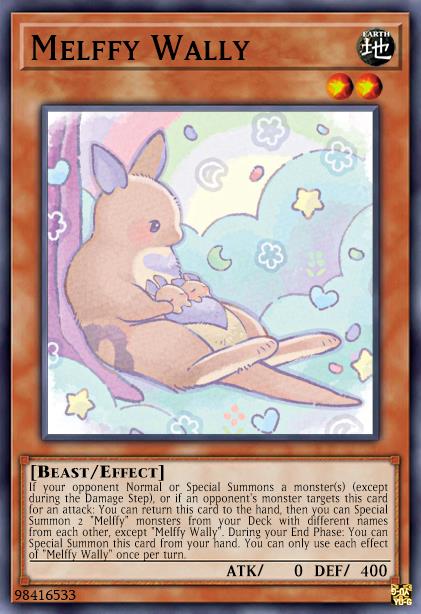 Melffy Wally
EARTH
地
[Beast/Effect]
If your opponent Normal or Special Summons a monster(s) (except
during the Damage Step), or if an opponent's monster targets this card
for an attack: You can return this card to the hand, then you can Special
Summon 2 "Melffy" monsters from your Deck with different names
from each other, except "Melffy Wally". During your End Phase: You can
Special Summon this card from your hand. You can only use each effect
of "Melffy Wally" once per turn.
ATK/ 0 DEF/ 400
98416533